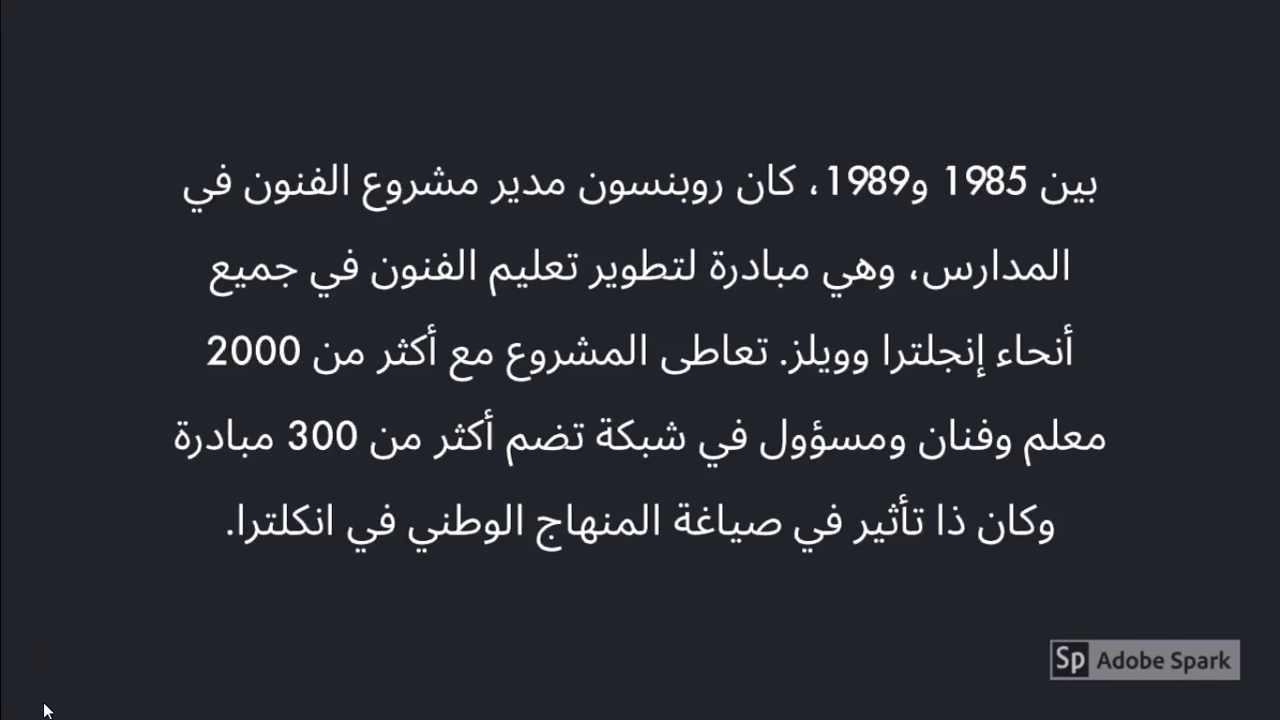 بين 1985 و1989، كان روبنسون مدير مشروع الفنون في
المدارس، وهي مبادرة لتطوير تعليم الفنون في جميع
أنحاء إنجلترا وويلز. تعاطى المشروع مع أكثر من 2000
معلم وفنان ومسؤول في شبكة تضم أكثر من 300 مبادرة
وكان ذا تأثير في صياغة المنهاج الوطني في انكلترا.
Sp Adobe Spark